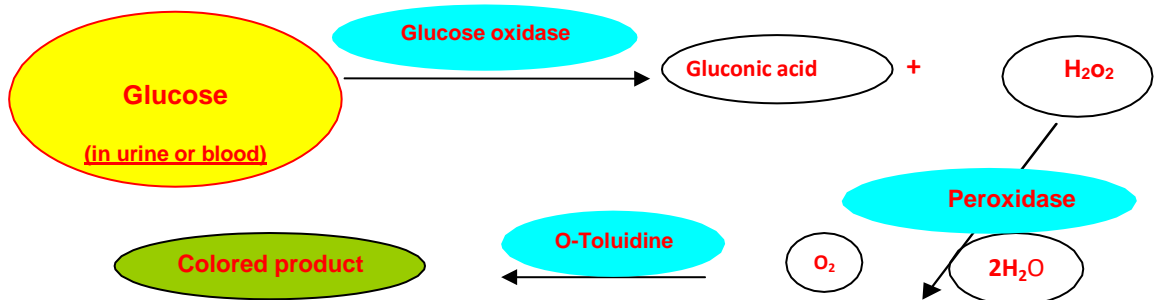 Glucose oxidase
Glucose
(in urine or blood)
Gluconic acid
+
H₂o₂
Peroxidase
O₂
2H₂O
O-Toluidine
Colored product